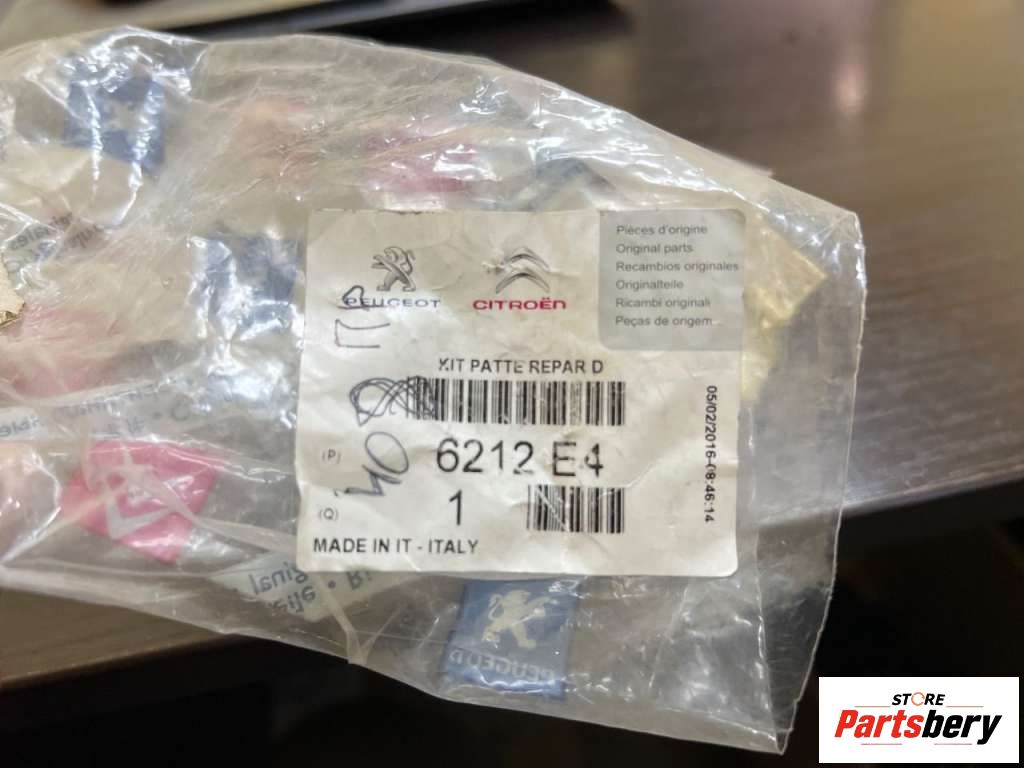 Pièces d'origine
Original parts
Recambios originales
Originalteile
Ricambi originali
Peças de origem
PEUGEOT
CITROËN
KIT PATTE REPAR D
(P)
6212 E4
(Q)
1
MADE IN IT - ITALY
05/02/2016-08:46:14
ПР
PEUGEOT
STORE
Partsbery